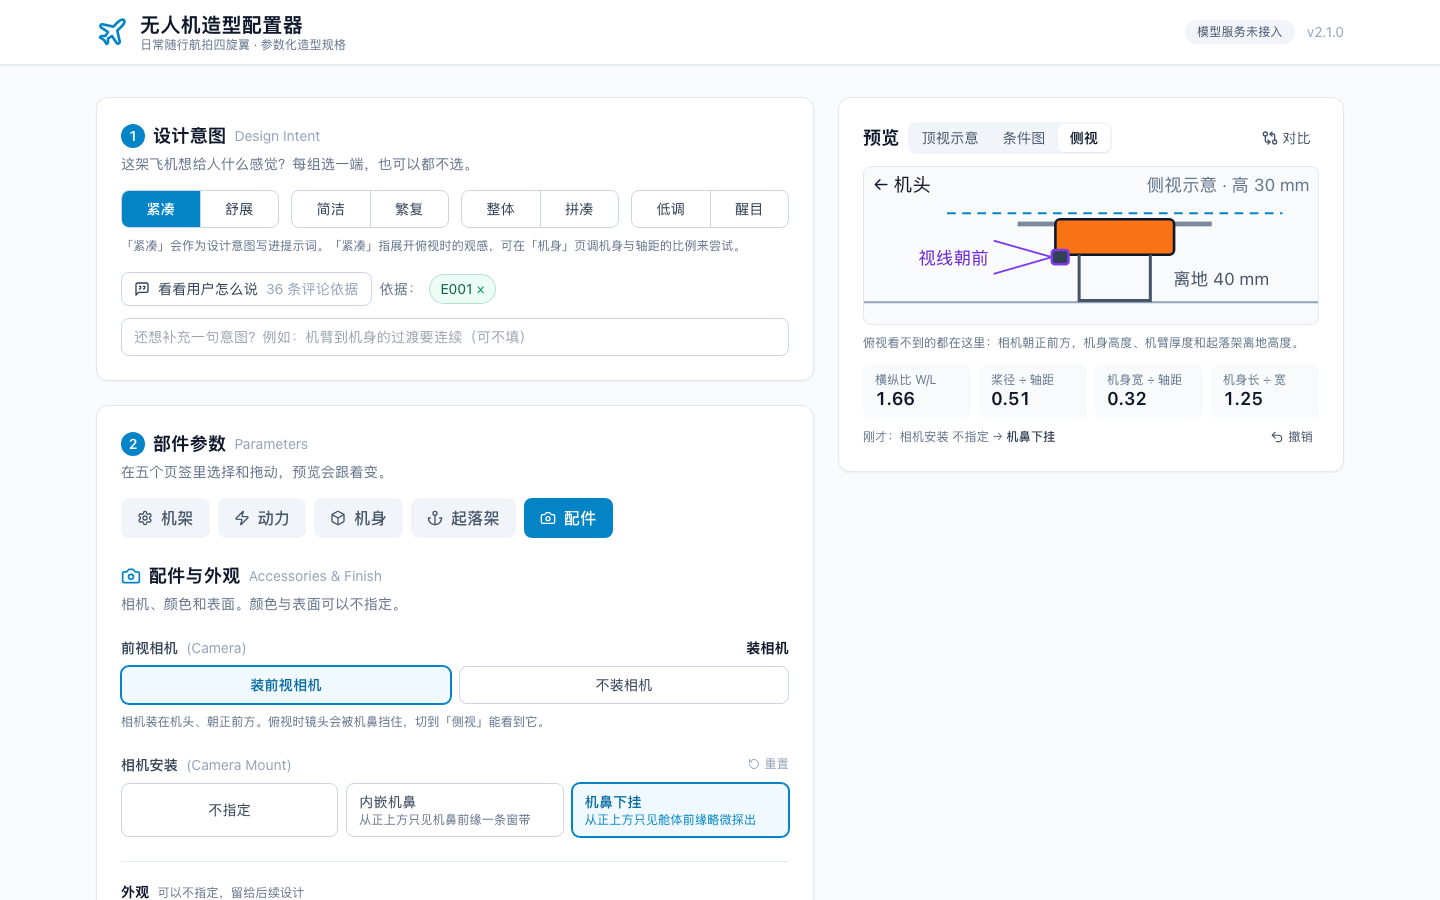 无人机造型配置器
日常随行航拍四旋翼 · 参数化造型规格
模型服务未接入 v2.1.0
1 设计意图 Design Intent
这架飞机想给人什么感觉？每组选一端，也可以都不选。
紧凑 舒展 简洁 繁复 整体 拼凑 低调 醒目
「紧凑」会作为设计意图写进提示词。「紧凑」指展开俯视时的观感，可在「机身」页调机身与轴距的比例来尝试。
看看用户怎么说 36 条评论依据 依据： E001 ×
还想补充一句意图？例如：机臂到机身的过渡要连续（可不填）
2 部件参数 Parameters
在五个页签里选择和拖动，预览会跟着变。
机架 动力 机身 起落架 配件
配件与外观 Accessories & Finish
相机、颜色和表面。颜色与表面可以不指定。
前视相机 (Camera) 装相机
装前视相机 不装相机
相机装在机头、朝正前方。俯视时镜头会被机鼻挡住，切到「侧视」能看到它。
相机安装 (Camera Mount) 重置
不指定
内嵌机鼻
从正上方只见机鼻前缘一条窗带
机鼻下挂
从正上方只见舱体前缘略微探出
外观 可以不指定，留给后续设计
预览 顶视示意 条件图 侧视 对比
← 机头 侧视示意 · 高 30 mm
视线朝前
离地 40 mm
俯视看不到的都在这里：相机朝正前方，机身高度、机臂厚度和起落架离地高度。
横纵比 W/L 桨径 ÷ 轴距 机身宽 ÷ 轴距 机身长 ÷ 宽
1.66 0.51 0.32 1.25
刚才：相机安装 不指定 → 机鼻下挂 撤销